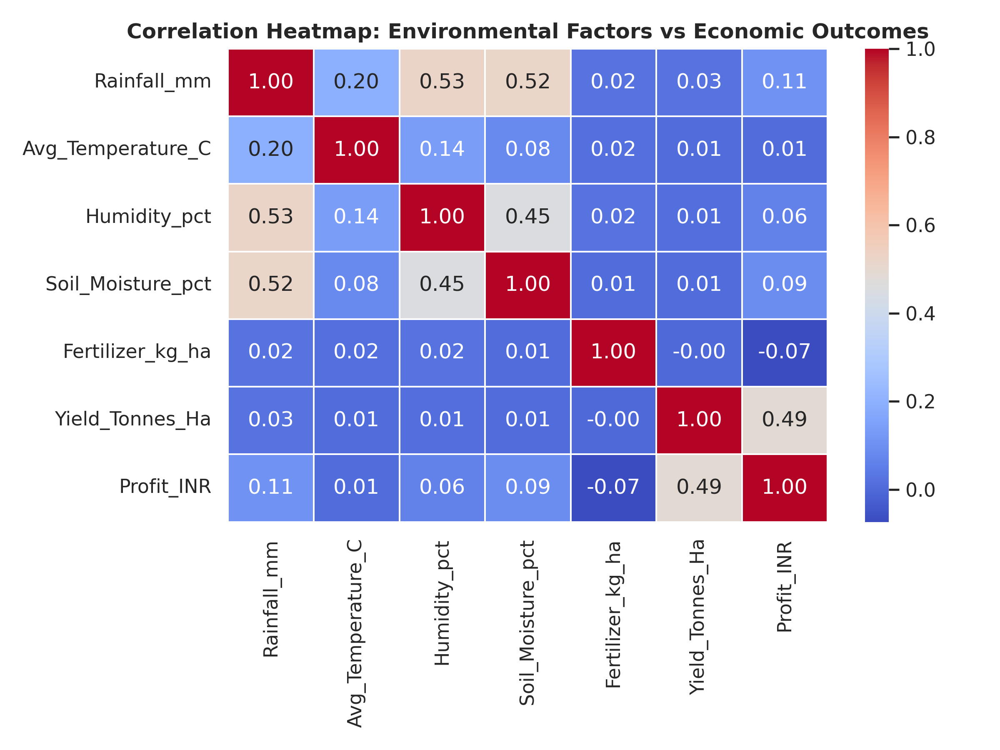 Correlation Heatmap: Environmental Factors vs Economic Outcomes
Rainfall_mm 1.00 0.20 0.53 0.52 0.02 0.03 0.11
Avg_Temperature_C 0.20 1.00 0.14 0.08 0.02 0.01 0.01
Humidity_pct 0.53 0.14 1.00 0.45 0.02 0.01 0.06
Soil_Moisture_pct 0.52 0.08 0.45 1.00 0.01 0.01 0.09
Fertilizer_kg_ha 0.02 0.02 0.02 0.01 1.00 -0.00 -0.07
Yield_Tonnes_Ha 0.03 0.01 0.01 0.01 -0.00 1.00 0.49
Profit_INR 0.11 0.01 0.06 0.09 -0.07 0.49 1.00
Rainfall_mm
Avg_Temperature_C
Humidity_pct
Soil_Moisture_pct
Fertilizer_kg_ha
Yield_Tonnes_Ha
Profit_INR
1.0
0.8
0.6
0.4
0.2
0.0